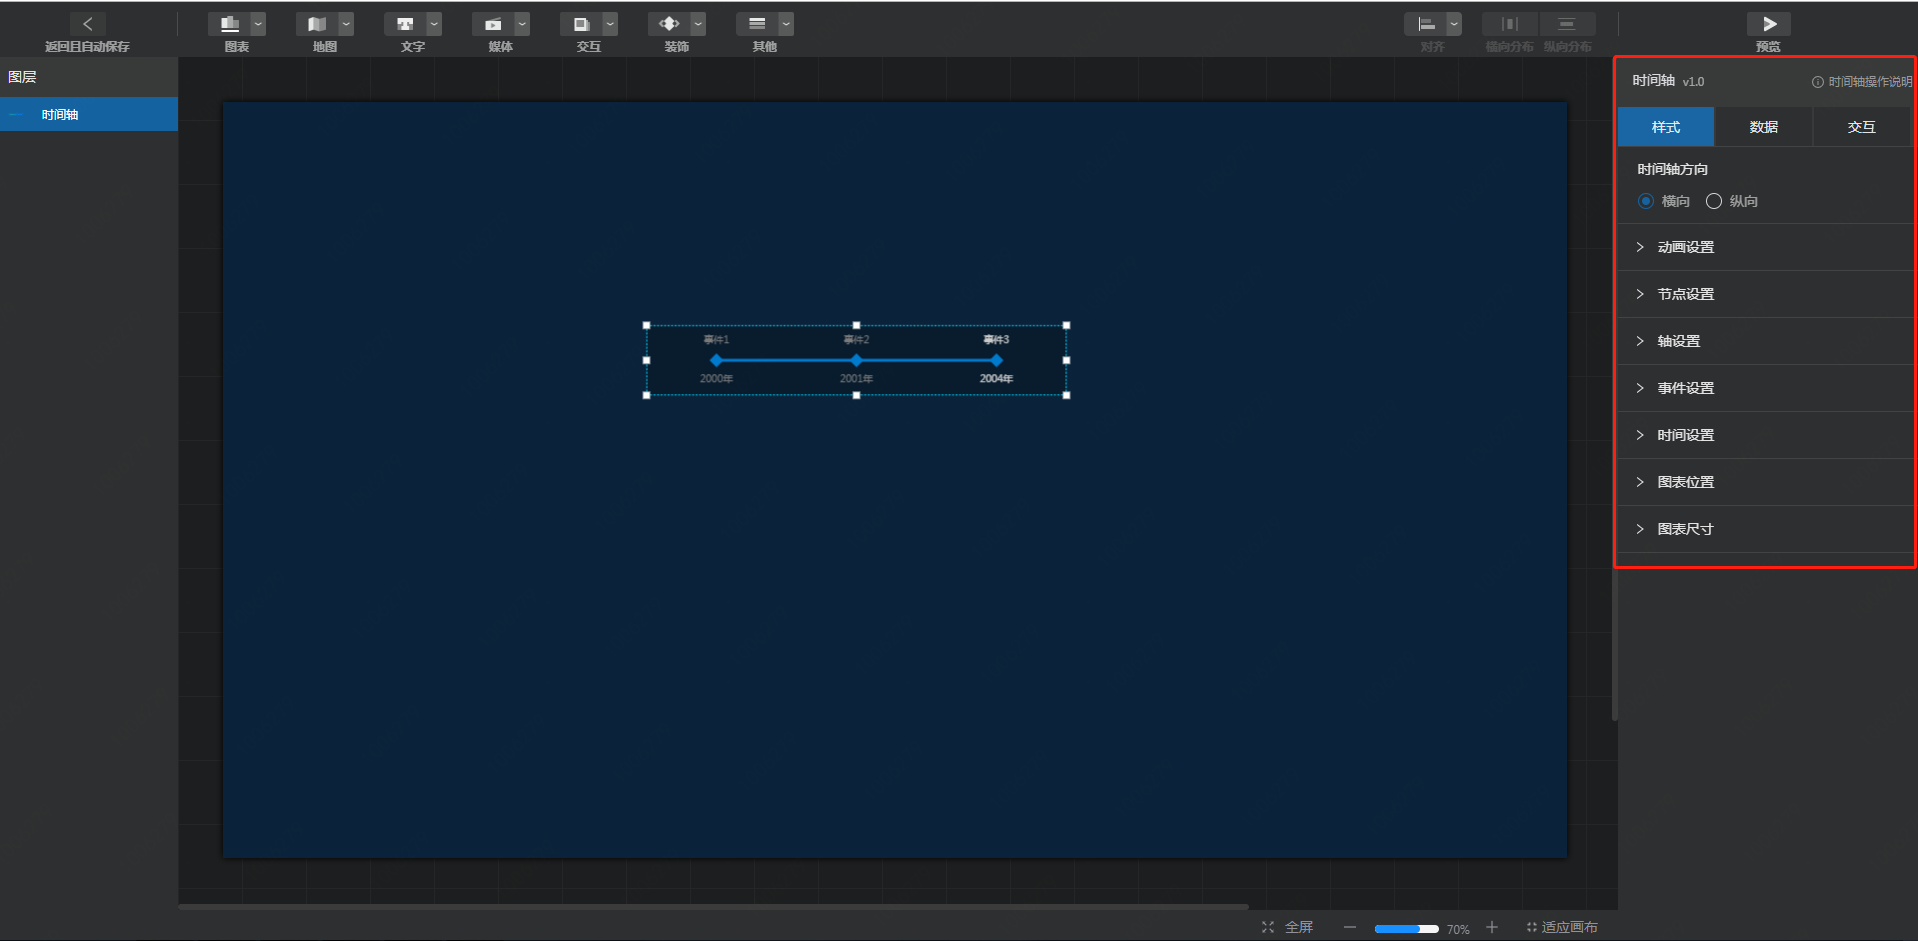 返回且自动保存
图表
地图
文字
媒体
交互
装饰
其他
对齐
横向分布
纵向分布
预览
图层
时间轴
事件1
事件2
事件3
2000年
2001年
2004年
时间轴 v1.0
时间轴操作说明
样式
数据
交互
时间轴方向
横向
纵向
动画设置
节点设置
轴设置
事件设置
时间设置
图表位置
图表尺寸
全屏
70%
适应画布